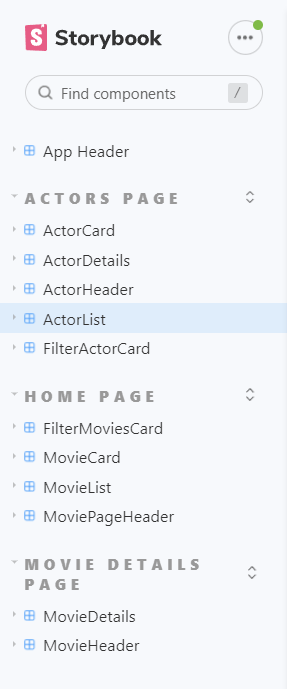 S Storybook
Find components /
App Header
ACTORS PAGE
ActorCard
ActorDetails
ActorHeader
ActorList
FilterActorCard
HOME PAGE
FilterMoviesCard
MovieCard
MovieList
MoviePageHeader
MOVIE DETAILS
PAGE
MovieDetails
MovieHeader